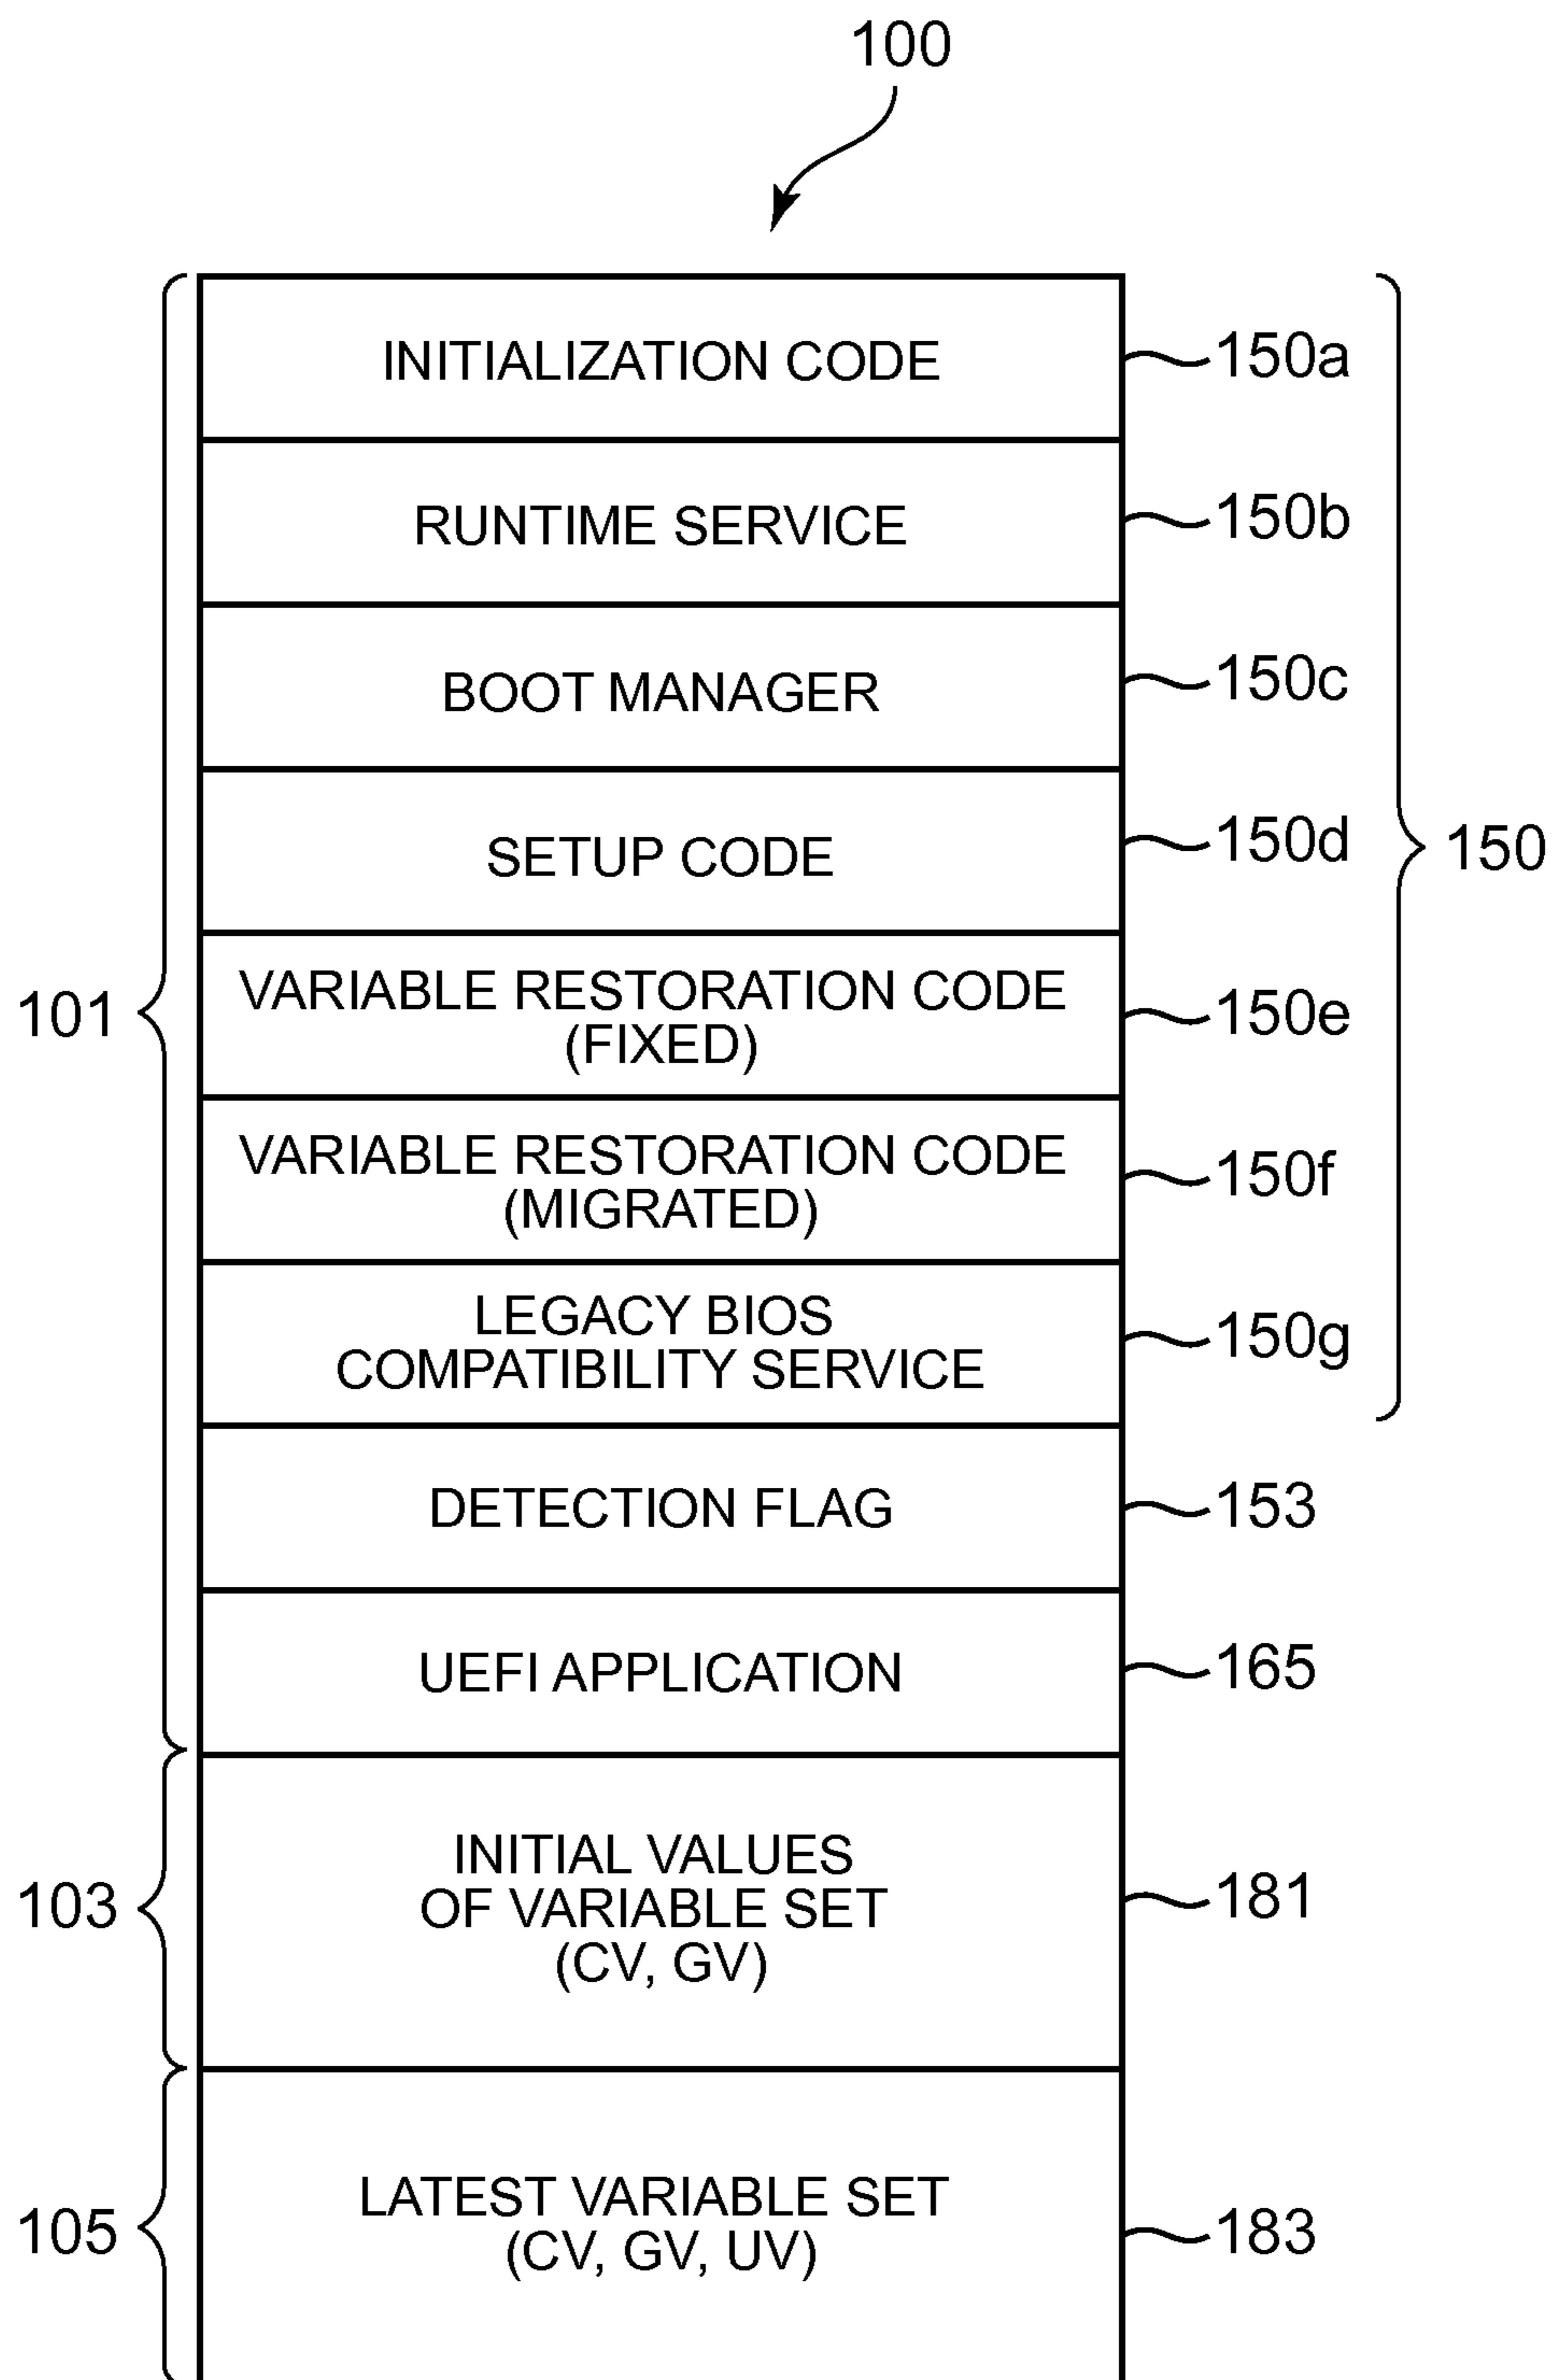 100
INITIALIZATION CODE
150a
RUNTIME SERVICE
150b
BOOT MANAGER
150c
SETUP CODE
150d
150
VARIABLE RESTORATION CODE
(FIXED)
150e
101
VARIABLE RESTORATION CODE
(MIGRATED)
150f
LEGACY BIOS
COMPATIBILITY SERVICE
150g
DETECTION FLAG
153
UEFI APPLICATION
165
INITIAL VALUES
OF VARIABLE SET
(CV, GV)
181
103
LATEST VARIABLE SET
(CV, GV, UV)
183
105